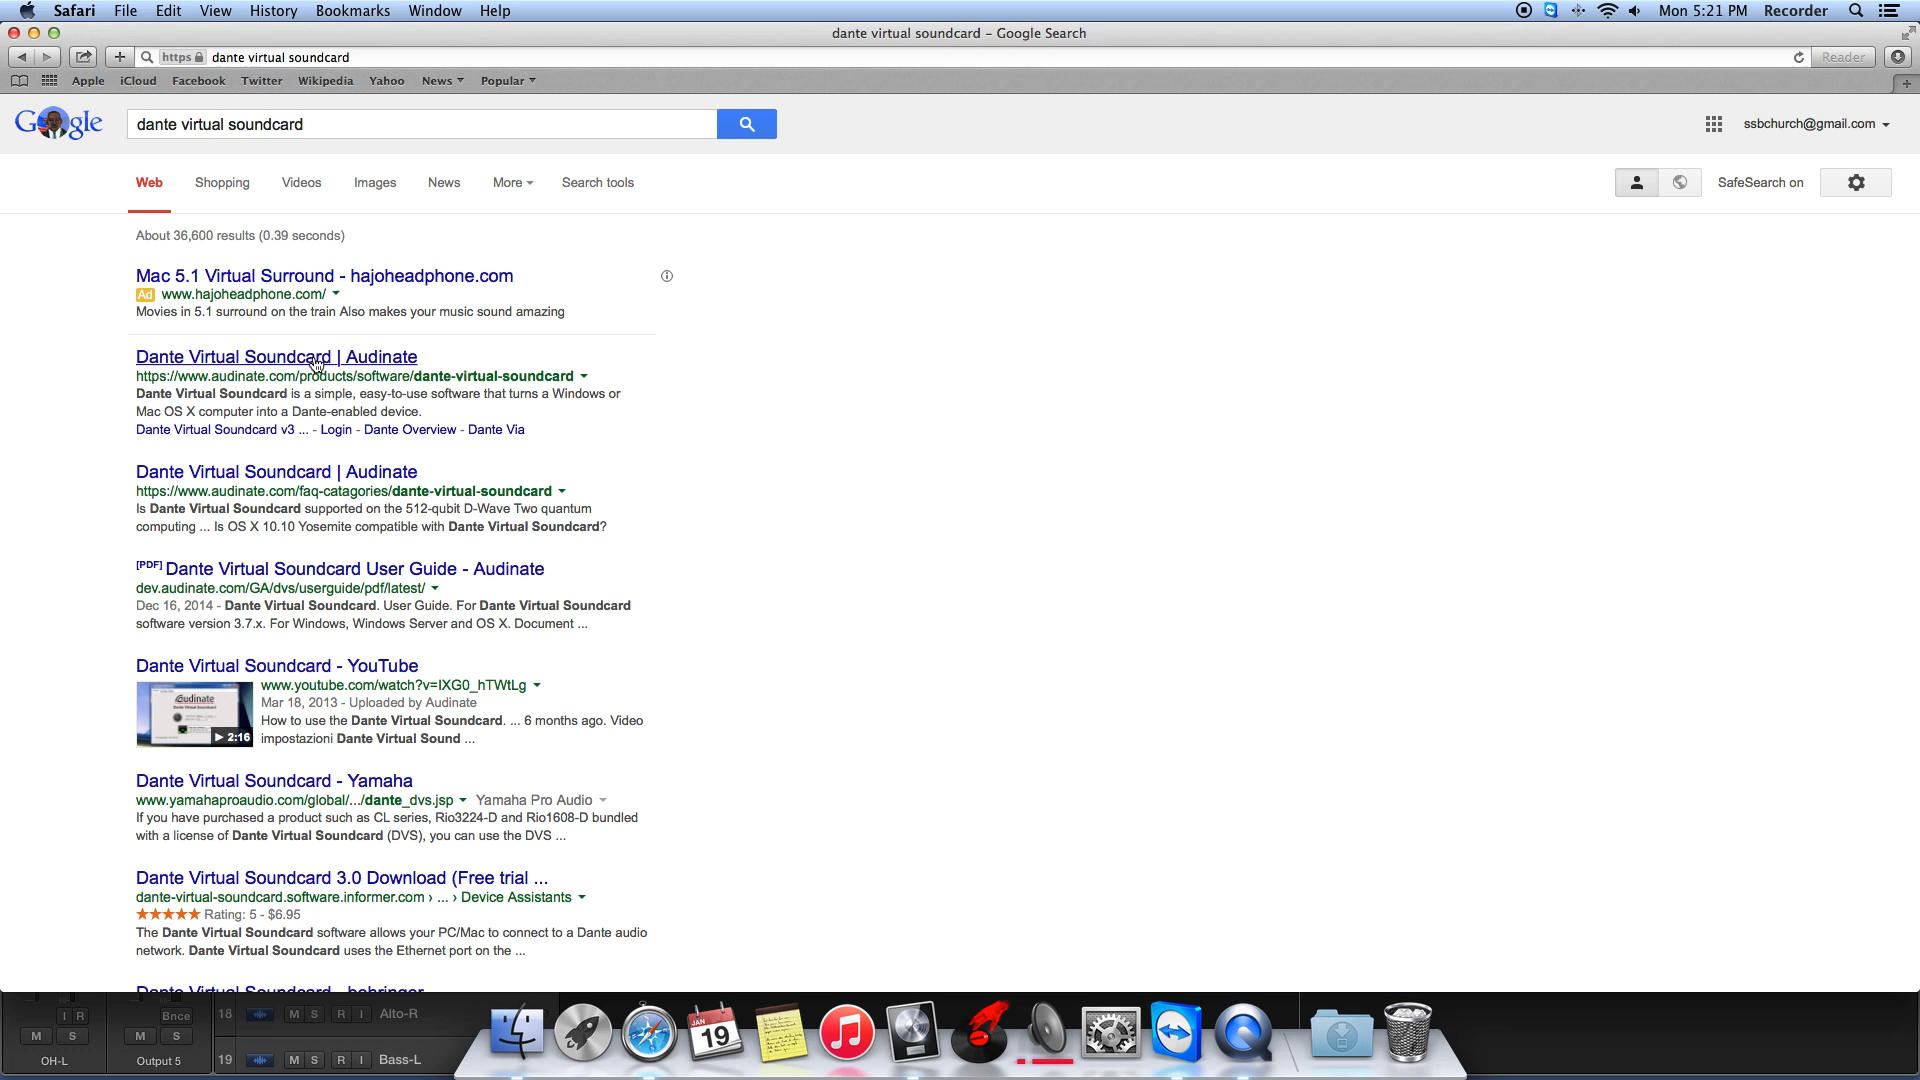 Safari File Edit View History Bookmarks Window Help
Mon 5:21 PM Recorder
dante virtual soundcard – Google Search
https dante virtual soundcard
Reader
Apple iCloud Facebook Twitter Wikipedia Yahoo News Popular
Google
dante virtual soundcard
ssbchurch@gmail.com
Web Shopping Videos Images News More Search tools
SafeSearch on
About 36,600 results (0.39 seconds)
Mac 5.1 Virtual Surround - hajoheadphone.com
Ad www.hajoheadphone.com/
Movies in 5.1 surround on the train Also makes your music sound amazing
Dante Virtual Soundcard | Audinate
https://www.audinate.com/products/software/dante-virtual-soundcard
Dante Virtual Soundcard is a simple, easy-to-use software that turns a Windows or
Mac OS X computer into a Dante-enabled device.
Dante Virtual Soundcard v3 ... - Login - Dante Overview - Dante Via
Dante Virtual Soundcard | Audinate
https://www.audinate.com/faq-catagories/dante-virtual-soundcard
Is Dante Virtual Soundcard supported on the 512-qubit D-Wave Two quantum
computing ... Is OS X 10.10 Yosemite compatible with Dante Virtual Soundcard?
[PDF] Dante Virtual Soundcard User Guide - Audinate
dev.audinate.com/GA/dvs/userguide/pdf/latest/
Dec 16, 2014 - Dante Virtual Soundcard. User Guide. For Dante Virtual Soundcard
software version 3.7.x. For Windows, Windows Server and OS X. Document ...
Dante Virtual Soundcard - YouTube
www.youtube.com/watch?v=IXG0_hTWtLg
Mar 18, 2013 - Uploaded by Audinate
How to use the Dante Virtual Soundcard. ... 6 months ago. Video
impostazioni Dante Virtual Sound ...
Audinate
2:16
Dante Virtual Soundcard - Yamaha
www.yamahaproaudio.com/global/.../dante_dvs.jsp Yamaha Pro Audio
If you have purchased a product such as CL series, Rio3224-D and Rio1608-D bundled
with a license of Dante Virtual Soundcard (DVS), you can use the DVS ...
Dante Virtual Soundcard 3.0 Download (Free trial ...
dante-virtual-soundcard.software.informer.com › ... › Device Assistants
Rating: 5 - $6.95
The Dante Virtual Soundcard software allows your PC/Mac to connect to a Dante audio
network. Dante Virtual Soundcard uses the Ethernet port on the ...
Dante Virtual Soundcard - behringer
I R Bnce 18 M S R I Alto-R
M S M S
OH-L Output 5 19 M S R I Bass-L
JAN
19